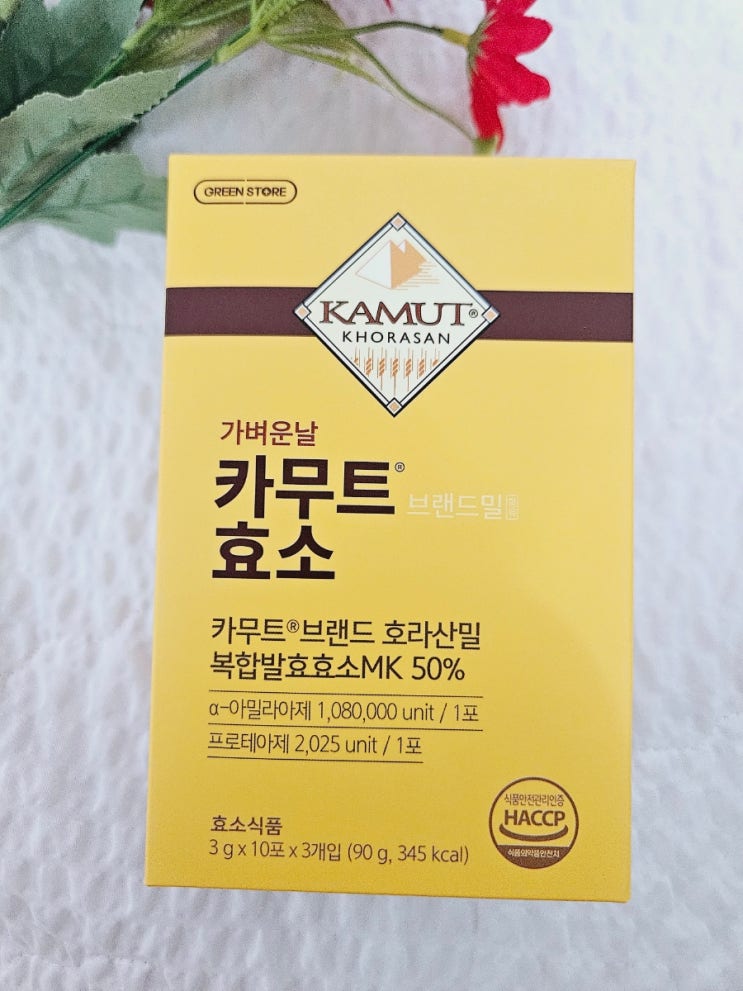 GREEN STORE
KAMUT®
KHORASAN
가벼운날
카무트®
브랜드밀
효소
카무트®브랜드 호라산밀
복합발효효소MK 50%
α-아밀라아제 1,080,000 unit / 1포
프로테아제 2,025 unit / 1포
효소식품
3 g x 10포 x 3개입 (90 g, 345 kcal)
식품안전관리인증
HACCP
식품의약품안전처